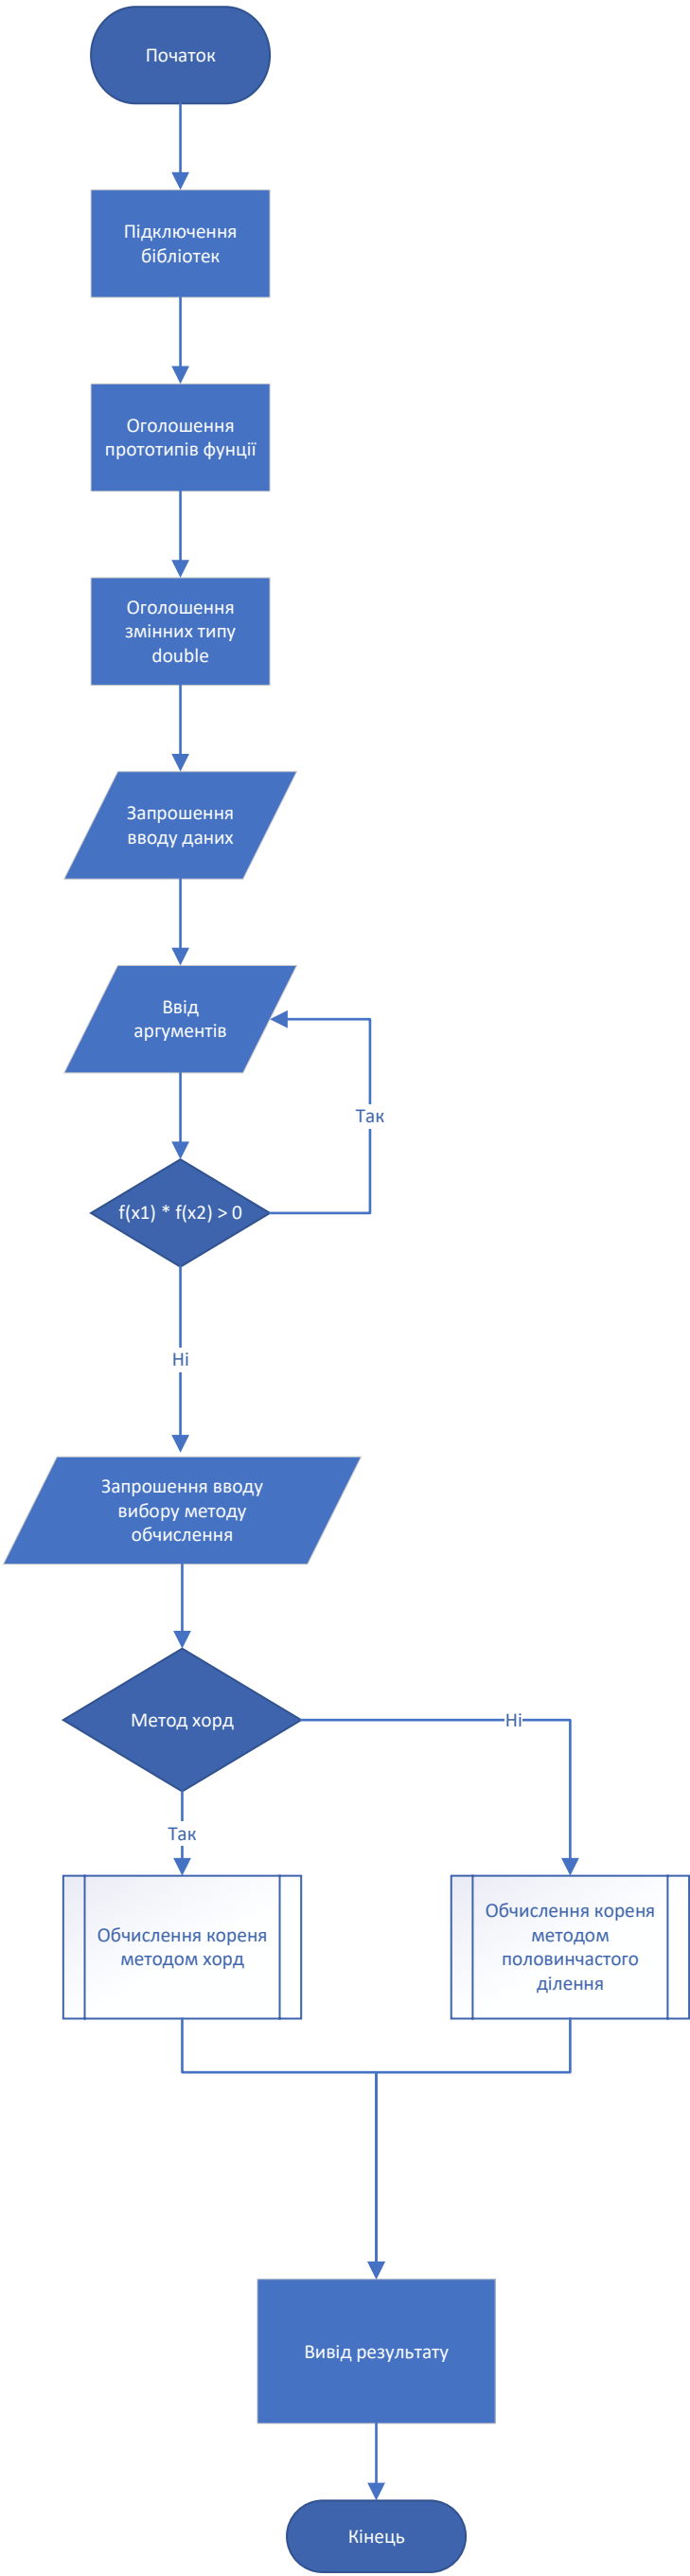 Початок
Підключення
бібліотек
Оголошення
прототипів фунції
Оголошення
змінних типу
double
Запрошення
вводу даних
Ввід
аргументів
Так
f(x1) * f(x2) > 0
Ні
Запрошення вводу
вибору методу
обчислення
Метод хорд
Ні
Так
Обчислення кореня
методом хорд
Обчислення кореня
методом
половинчастого
ділення
Вивід результату
Кінець